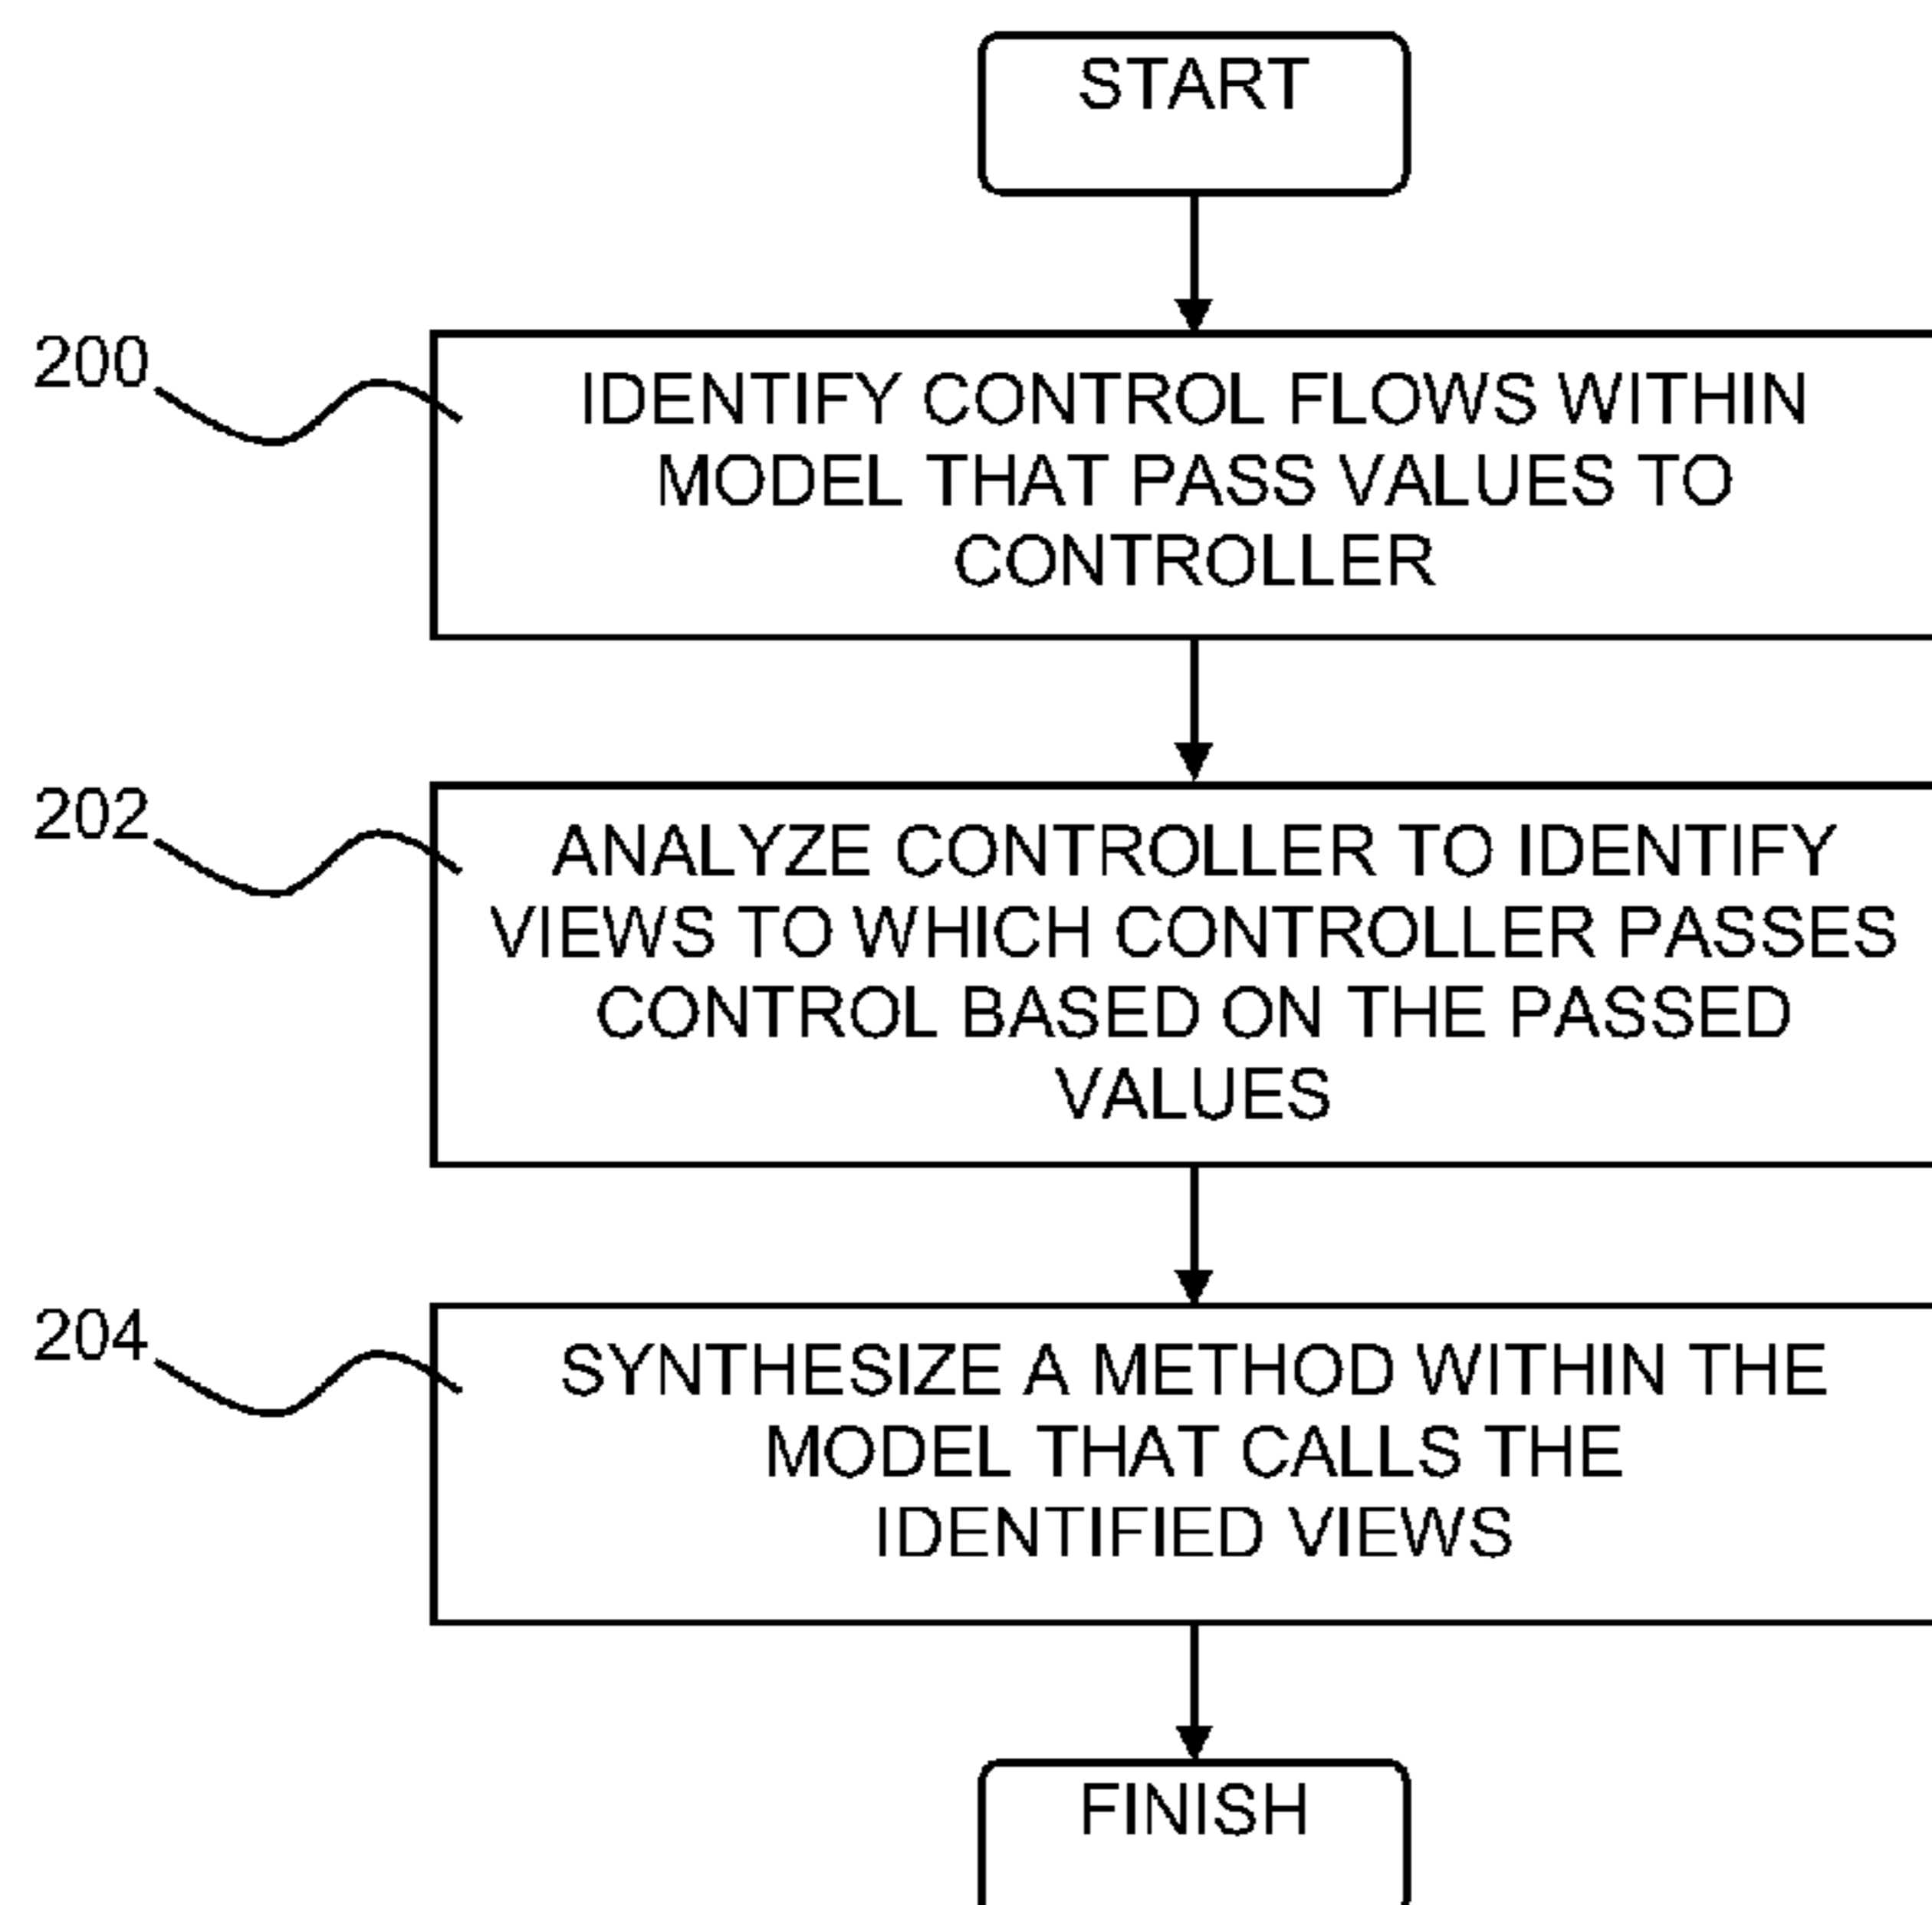 START
200
IDENTIFY CONTROL FLOWS WITHIN
MODEL THAT PASS VALUES TO
CONTROLLER
202
ANALYZE CONTROLLER TO IDENTIFY
VIEWS TO WHICH CONTROLLER PASSES
CONTROL BASED ON THE PASSED
VALUES
204
SYNTHESIZE A METHOD WITHIN THE
MODEL THAT CALLS THE
IDENTIFIED VIEWS
FINISH